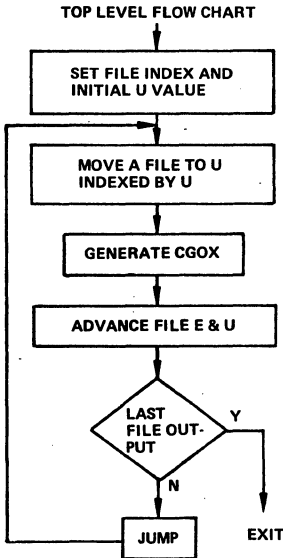 TOP LEVEL FLOW CHART
SET FILE INDEX AND
INITIAL U VALUE
MOVE A FILE TO U
INDEXED BY U
GENERATE CGOX
ADVANCE FILE E & U
LAST
FILE OUT-
PUT
Y
N
JUMP
EXIT